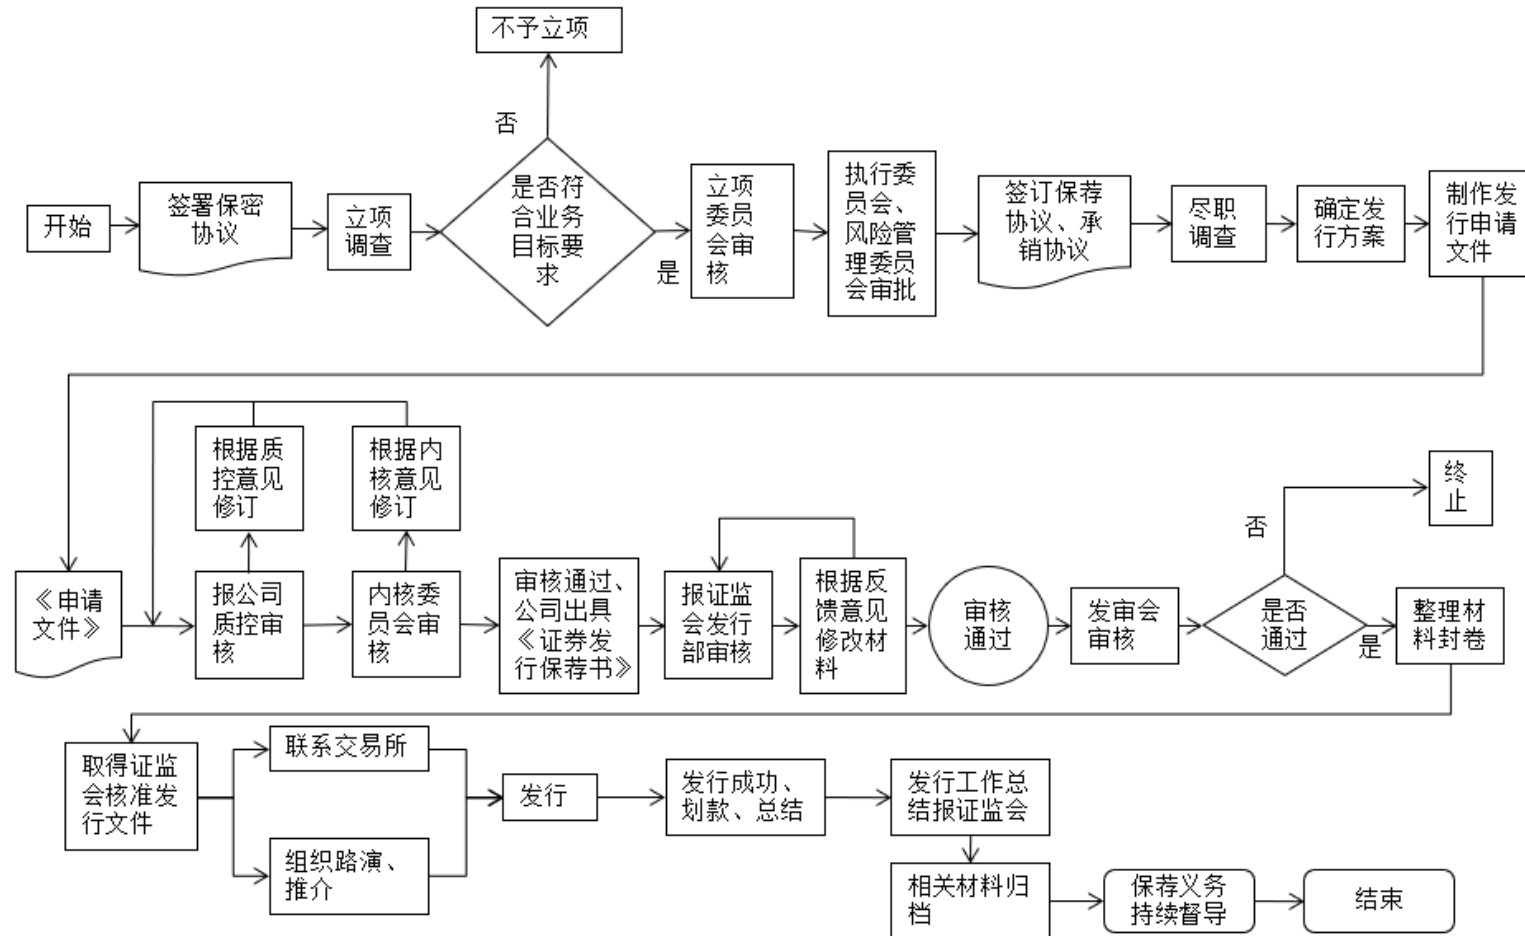 不予立项
否
开始
签署保密
协议
立项
调查
是否符
合业务
目标要
求
是
立项
委员
会审
核
执行委
员会、
风险管
理委员
会审批
签订保荐
协议、承
销协议
尽职
调查
确定发
行方案
制作发
行申请
文件
根据质
控意见
修订
根据内
核意见
修订
《申请
文件》
报公司
质控审
核
内核委
员会审
核
审核通过、
公司出具
《证券发
行保荐书》
报证监
会发行
部审核
根据反
馈意见
修改材
料
审核
通过
发审会
审核
是否
通过
否
终
止
是
整理材
料封卷
取得证监
会核准发
行文件
联系交易所
组织路演、
推介
发行
发行成功、
划款、总结
发行工作总
结报证监会
相关材料归
档
保荐义务
持续督导
结束